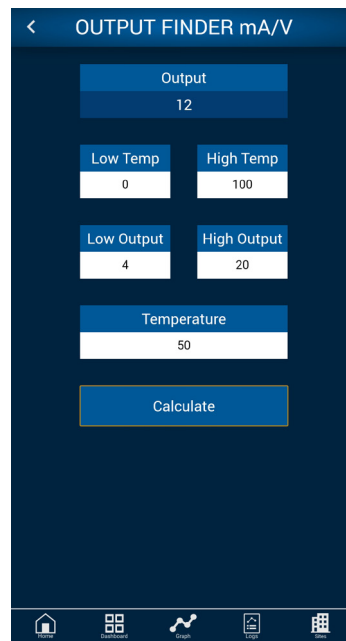 OUTPUT FINDER mA/V
Output
12
Low Temp High Temp
0 100
Low Output High Output
4 20
Temperature
50
Calculate
Home Dashboard Graph Logs Sites